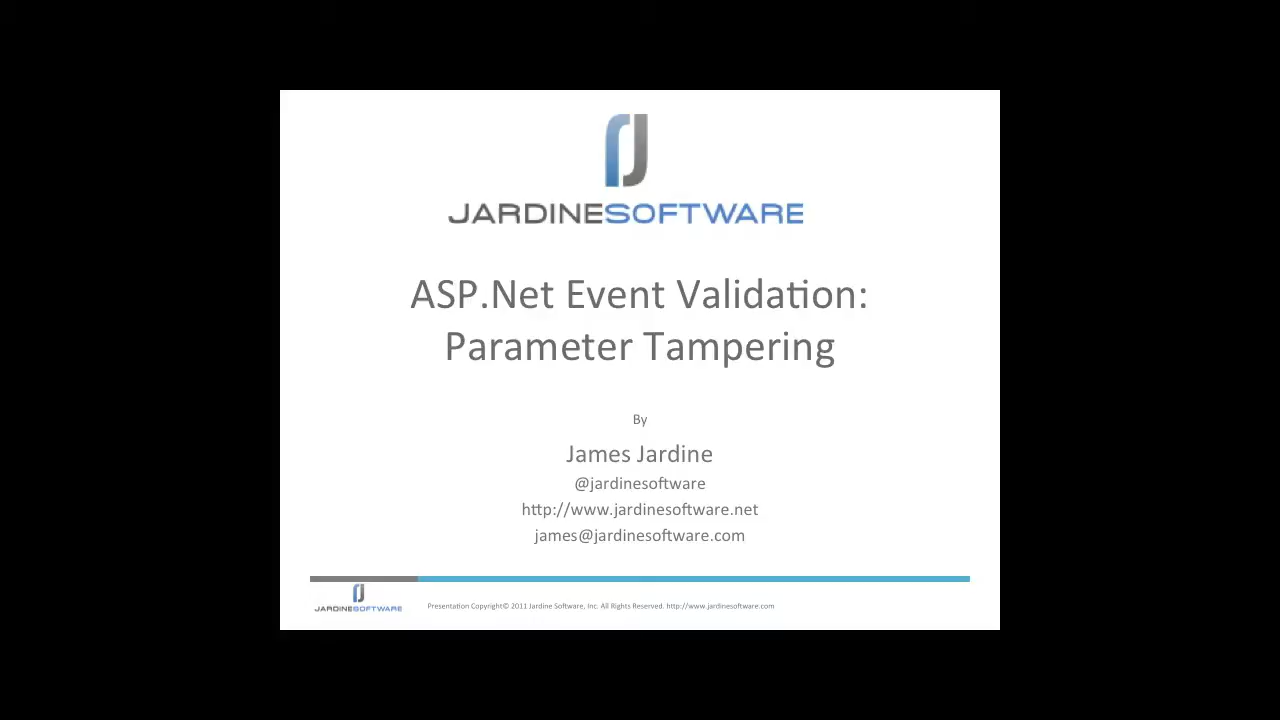 JARDINESOFTWARE
ASP.Net Event Validation:
Parameter Tampering
By
James Jardine
@jardinesoftware
http://www.jardinesoftware.net
james@jardinesoftware.com
JARDINESOFTWARE
Presentation Copyright© 2011 Jardine Software, Inc. All Rights Reserved. http://www.jardinesoftware.com